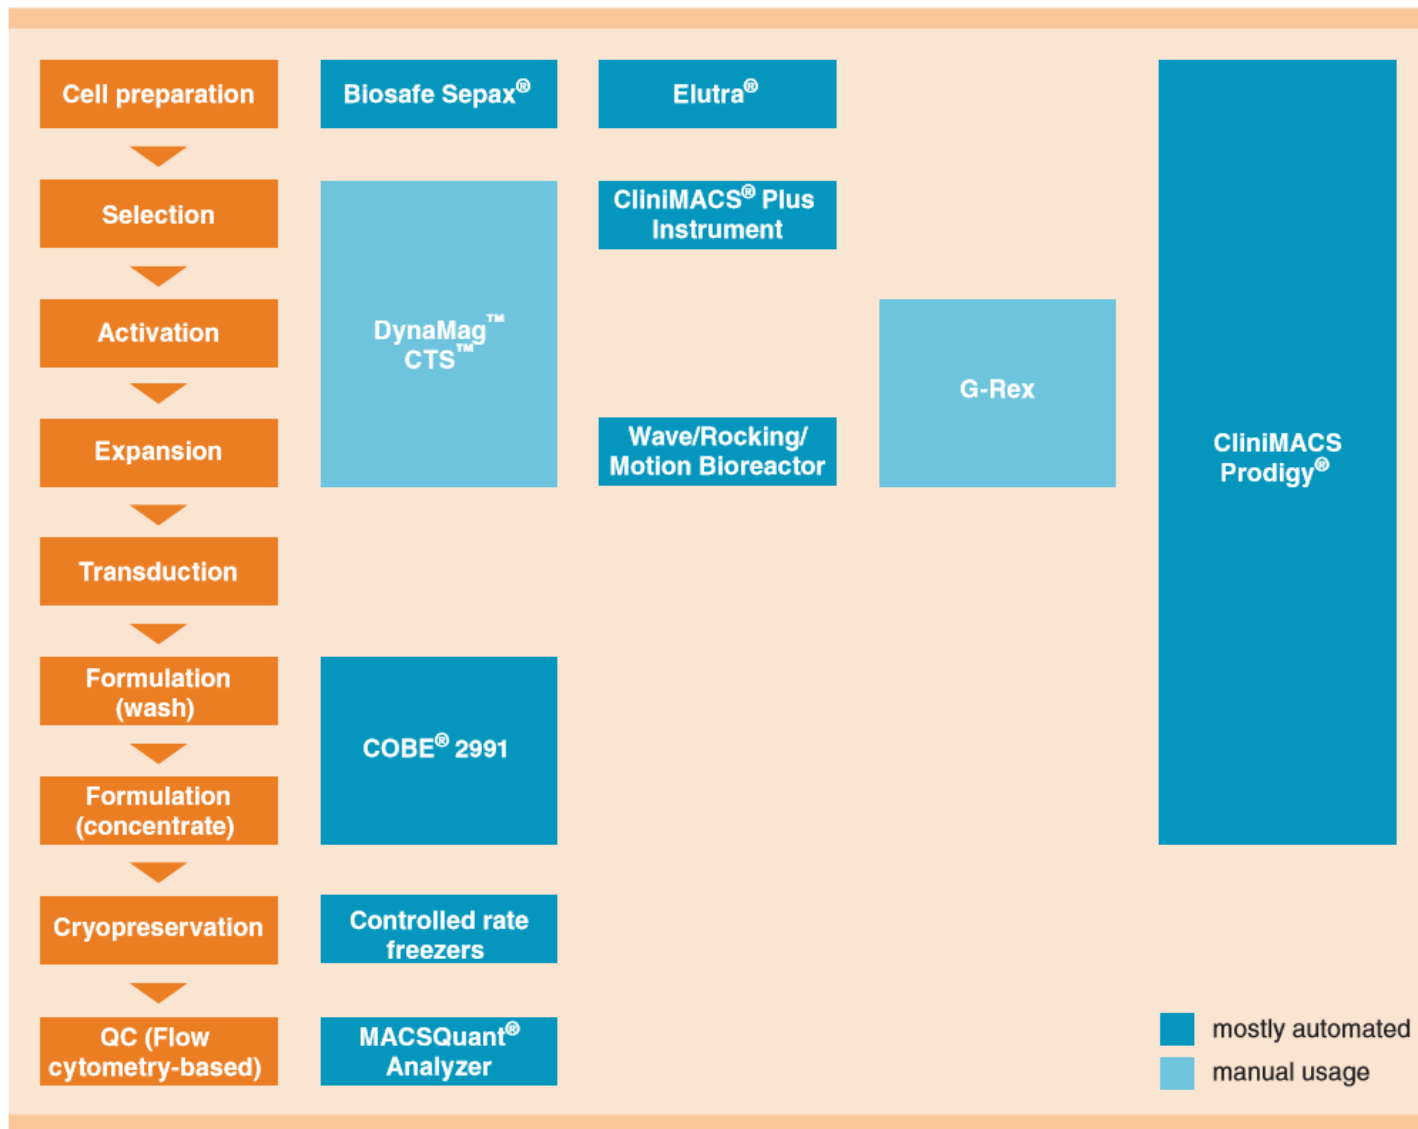 Cell preparation
Biosafe Sepax®
Elutra®
Selection
CliniMACS® Plus
Instrument
Activation
DynaMag™
CTS™
G-Rex
Expansion
Wave/Rocking/
Motion Bioreactor
CliniMACS
Prodigy®
Transduction
Formulation
(wash)
COBE® 2991
Formulation
(concentrate)
Cryopreservation
Controlled rate
freezers
QC (Flow
cytometry-based)
MACSQuant®
Analyzer
mostly automated
manual usage